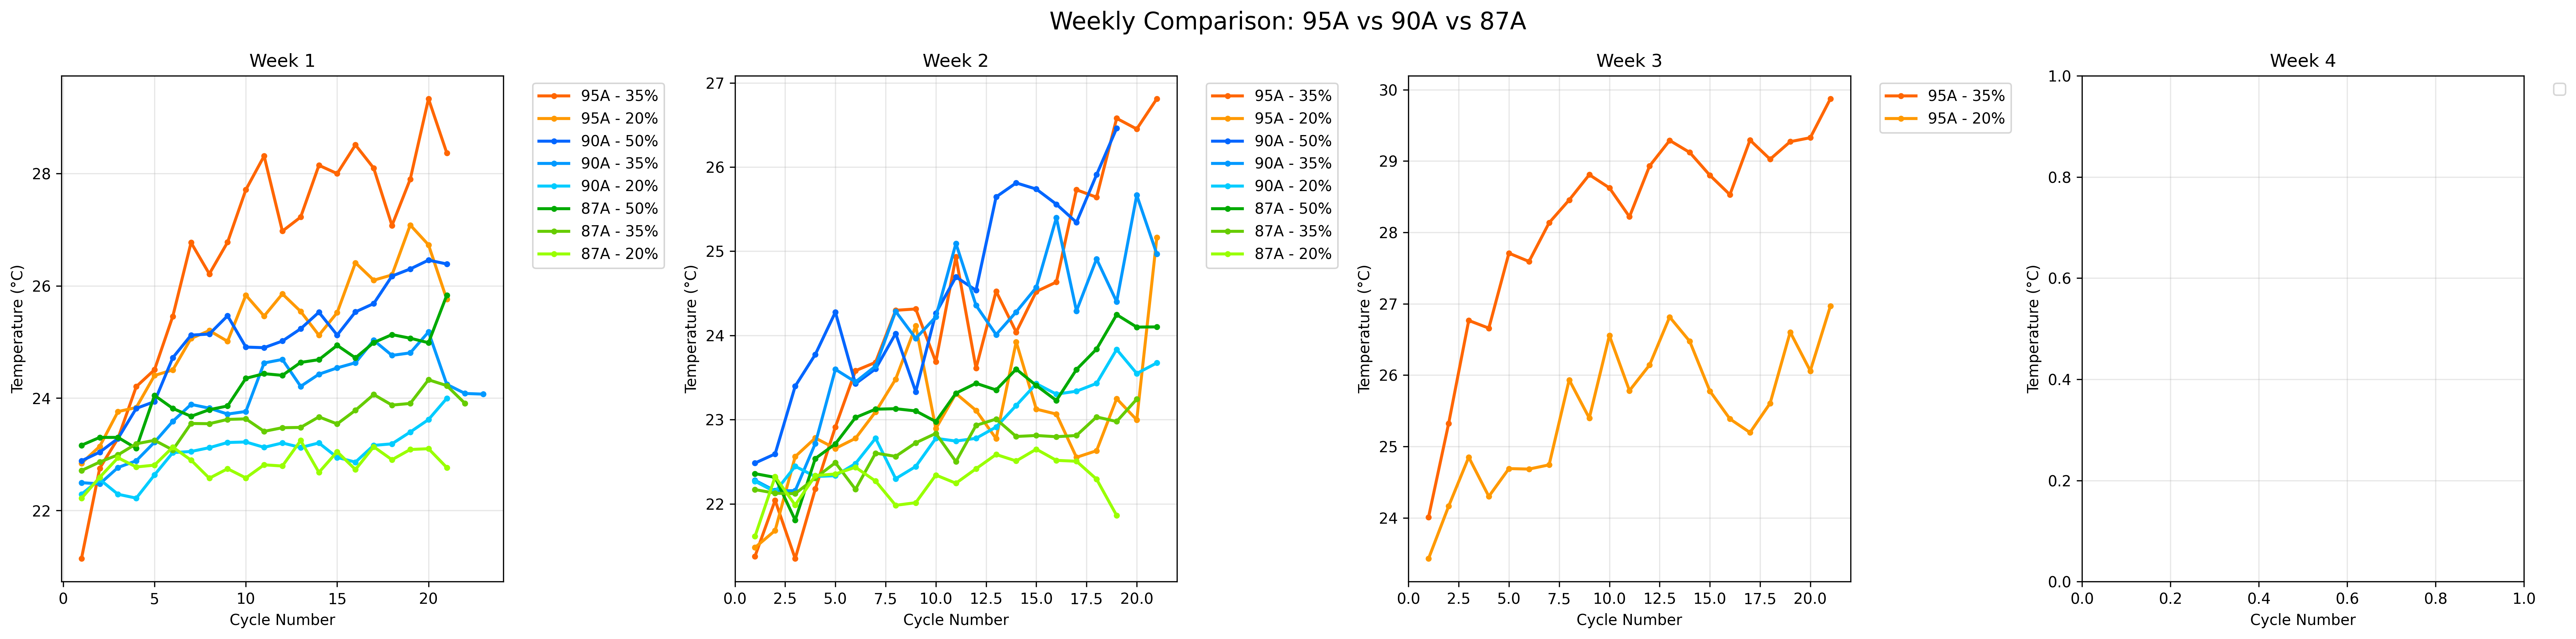 Weekly Comparison: 95A vs 90A vs 87A
Week 1
Temperature (°C)
28
26
24
22
0 5 10 15 20
Cycle Number
95A - 35%
95A - 20%
90A - 50%
90A - 35%
90A - 20%
87A - 50%
87A - 35%
87A - 20%
Week 2
Temperature (°C)
27
26
25
24
23
22
0.0 2.5 5.0 7.5 10.0 12.5 15.0 17.5 20.0
Cycle Number
95A - 35%
95A - 20%
90A - 50%
90A - 35%
90A - 20%
87A - 50%
87A - 35%
87A - 20%
Week 3
Temperature (°C)
30
29
28
27
26
25
24
0.0 2.5 5.0 7.5 10.0 12.5 15.0 17.5 20.0
Cycle Number
95A - 35%
95A - 20%
Week 4
Temperature (°C)
1.0
0.8
0.6
0.4
0.2
0.0
0.0 0.2 0.4 0.6 0.8 1.0
Cycle Number